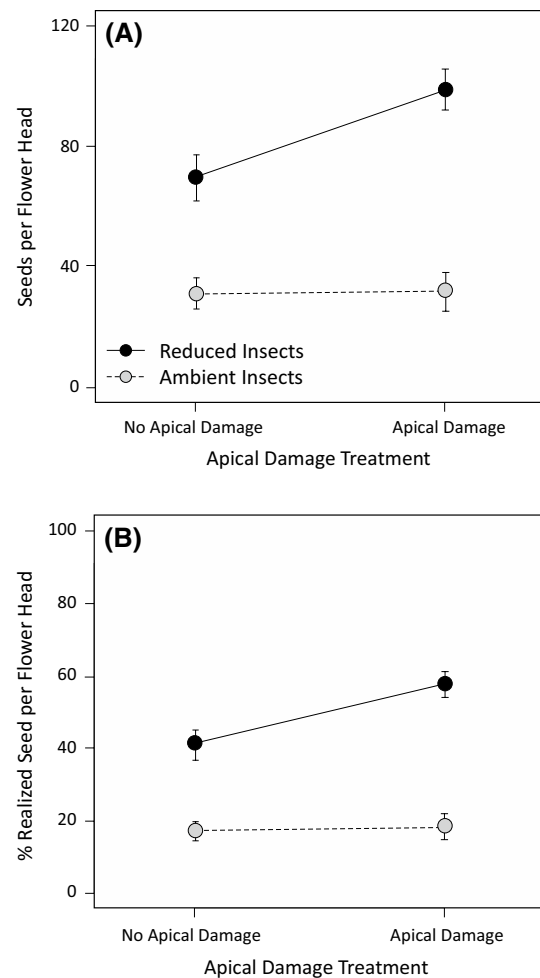 (A)
120
80
40
0
Seeds per Flower Head
Reduced Insects
Ambient Insects
No Apical Damage
Apical Damage
Apical Damage Treatment
(B)
100
80
60
40
20
0
% Realized Seed per Flower Head
No Apical Damage
Apical Damage
Apical Damage Treatment